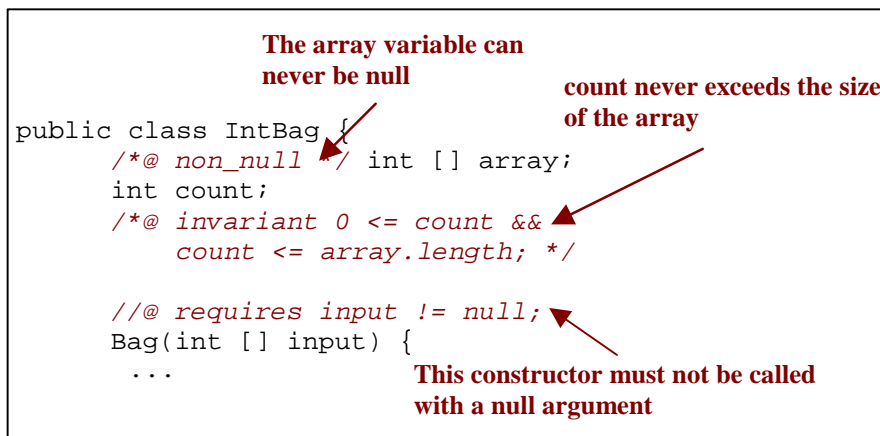 The array variable can
never be null
count never exceeds the size
of the array
public class IntBag {
/*@ non_null */ int [] array;
int count;
/*@ invariant 0 <= count &&
count <= array.length; */
//@ requires input != null;
Bag(int [] input) {
...
This constructor must not be called
with a null argument